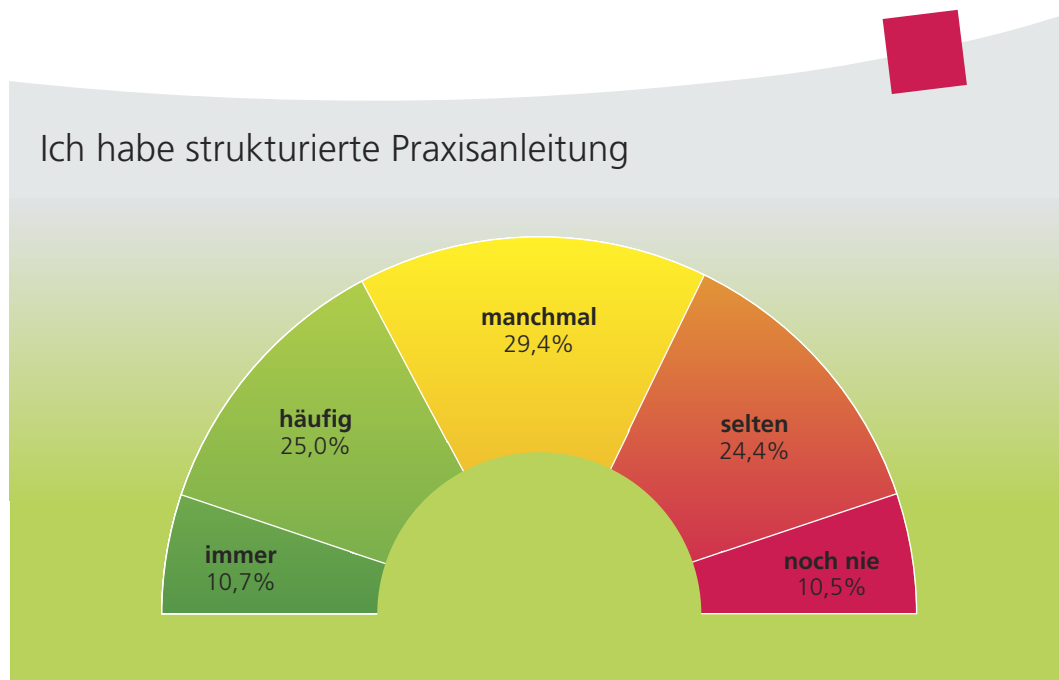 Ich habe strukturierte Praxisanleitung
manchmal
29,4%
häufig
25,0%
selten
24,4%
immer
10,7%
noch nie
10,5%